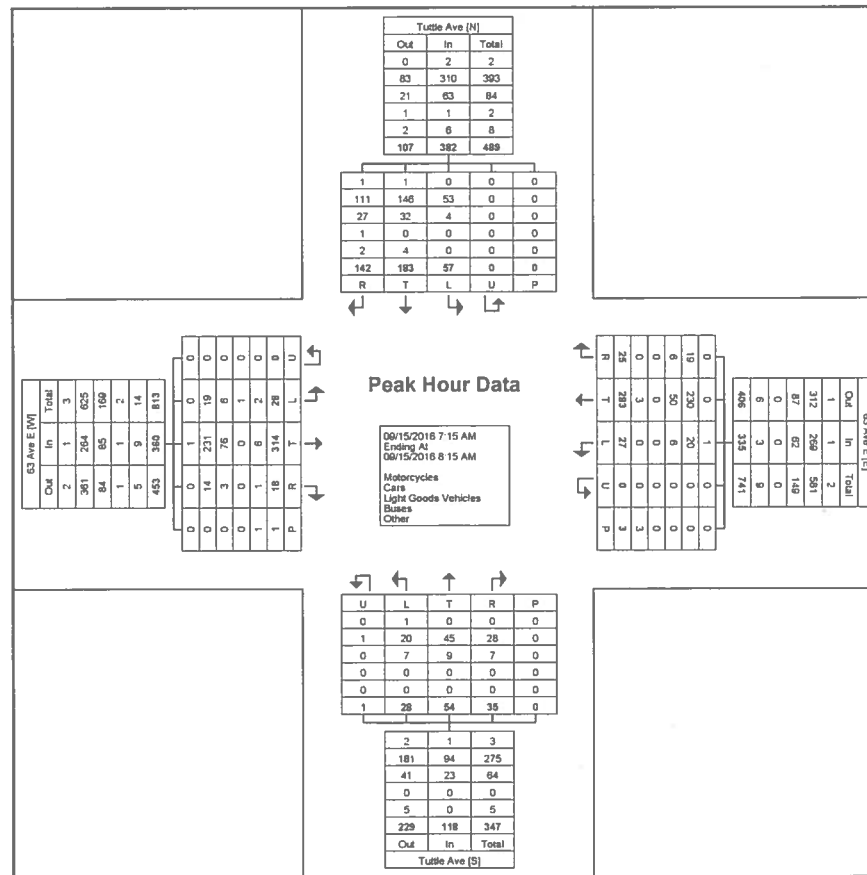 Tuttle Ave [N]
Out In Total
0 2 2
83 310 393
21 63 84
1 1 2
2 6 8
107 382 489
1 1 0 0 0
111 146 53 0 0
27 32 4 0 0
1 0 0 0 0
2 4 0 0 0
142 183 57 0 0
R T L U P
63 Ave E [W]
Out In Total
2 1 3
361 264 625
84 85 169
1 1 2
5 9 14
453 360 813
0 0 1 0 0
0 14 231 19 0
0 3 76 6 0
0 0 0 1 0
1 1 6 2 0
1 18 314 28 0
P R T L U
Peak Hour Data
09/15/2016 7:15 AM
Ending At
09/15/2016 8:15 AM
Motorcycles
Cars
Light Goods Vehicles
Buses
Other
63 Ave E [E]
Out In Total
1 1 2
312 269 581
87 62 149
0 0 0
6 3 9
406 335 741
0 0 1 0 0
19 230 20 0 0
6 50 6 0 0
0 0 0 0 0
0 3 0 0 3
25 283 27 0 3
R T L U P
U L T R P
0 1 0 0 0
1 20 45 28 0
0 7 9 7 0
0 0 0 0 0
0 0 0 0 0
1 28 54 35 0
2 1 3
181 94 275
41 23 64
0 0 0
5 0 5
229 118 347
Out In Total
Tuttle Ave [S]